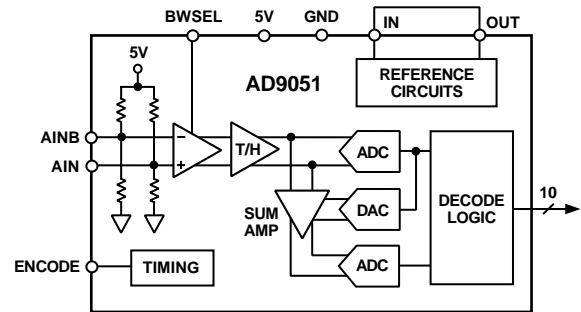 BWSEL 5V GND IN OUT
5V
AD9051
REFERENCE
CIRCUITS
AINB
AIN
−
+
T/H
ADC
SUM
AMP
DAC
ADC
DECODE
LOGIC
10
ENCODE
TIMING